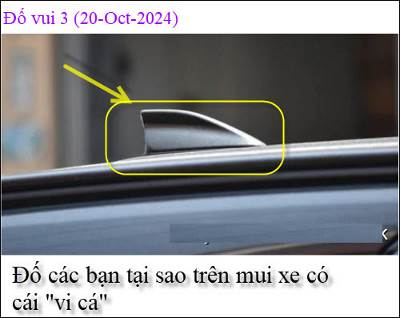 Đố vui 3 (20-Oct-2024)
Đố các bạn tại sao trên mui xe có
cái "vi cá"